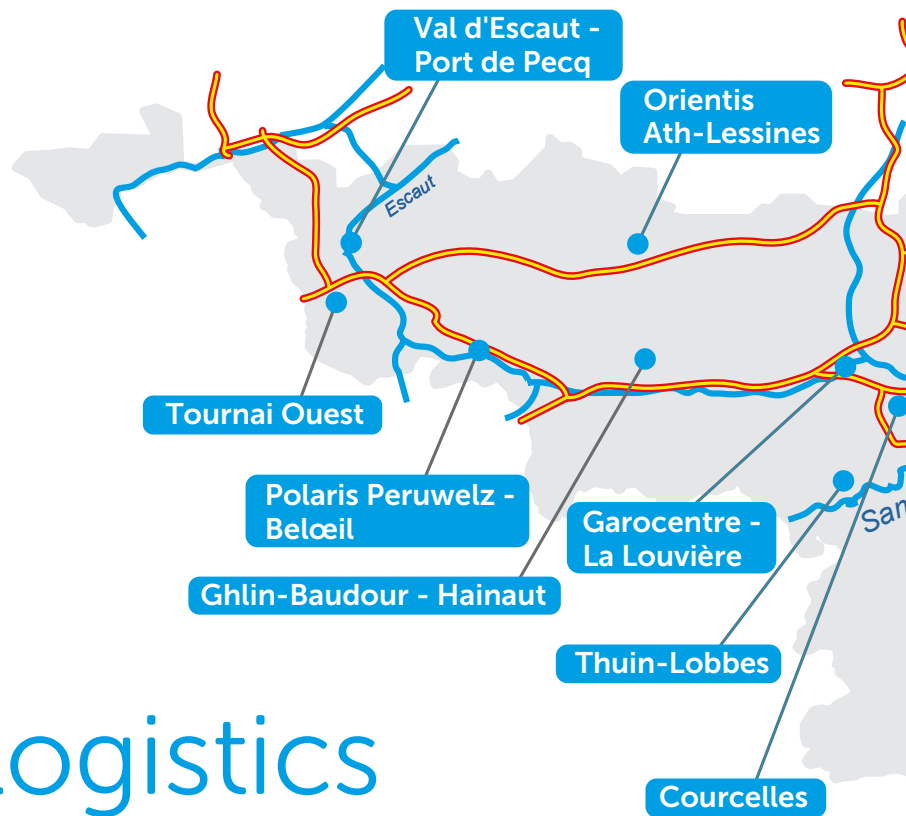 Val d'Escaut -
Port de Pecq
Orientis
Ath-Lessines
Escaut
Tournai Ouest
Polaris Peruwelz -
Belœil
Garocentre -
La Louvière
Ghlin-Baudour - Hainaut
San
Thuin-Lobbes
Logistics
Courcelles